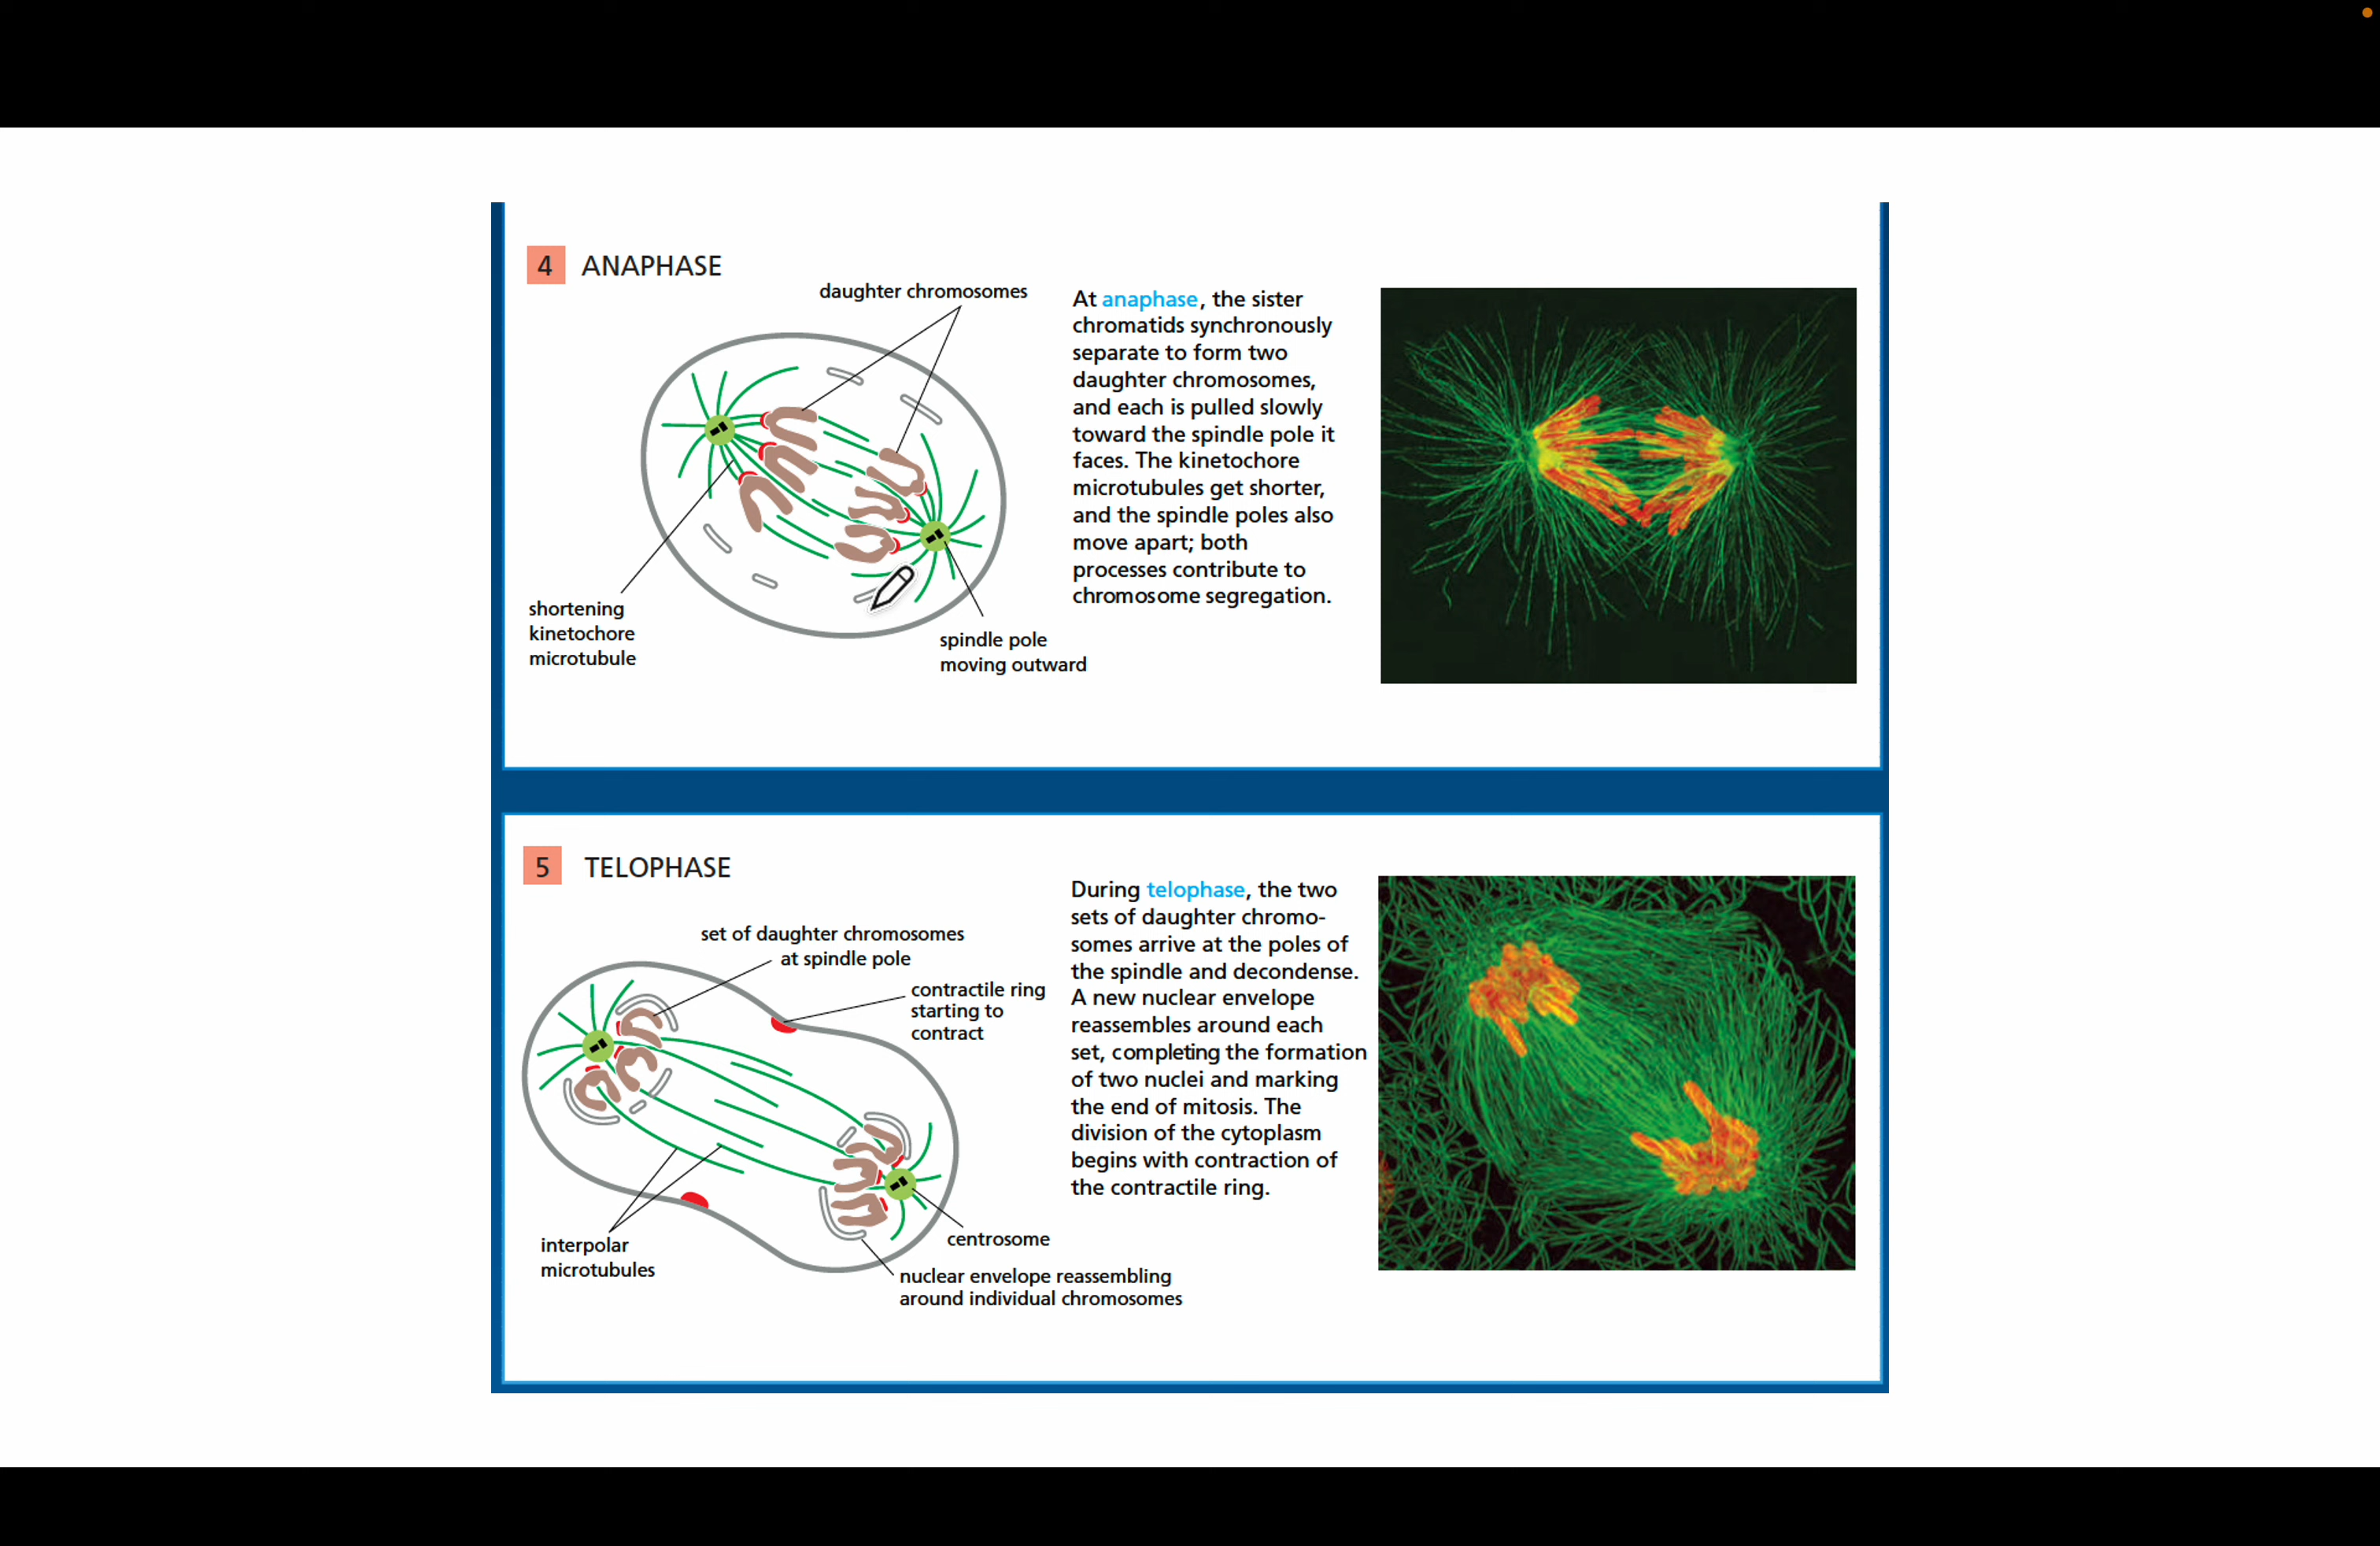 4 ANAPHASE
daughter chromosomes
shortening
kinetochore
microtubule
spindle pole
moving outward
At anaphase, the sister
chromatids synchronously
separate to form two
daughter chromosomes,
and each is pulled slowly
toward the spindle pole it
faces. The kinetochore
microtubules get shorter,
and the spindle poles also
move apart; both
processes contribute to
chromosome segregation.
5 TELOPHASE
set of daughter chromosomes
at spindle pole
contractile ring
starting to
contract
interpolar
microtubules
centrosome
nuclear envelope reassembling
around individual chromosomes
During telophase, the two
sets of daughter chromo-
somes arrive at the poles of
the spindle and decondense.
A new nuclear envelope
reassembles around each
set, completing the formation
of two nuclei and marking
the end of mitosis. The
division of the cytoplasm
begins with contraction of
the contractile ring.